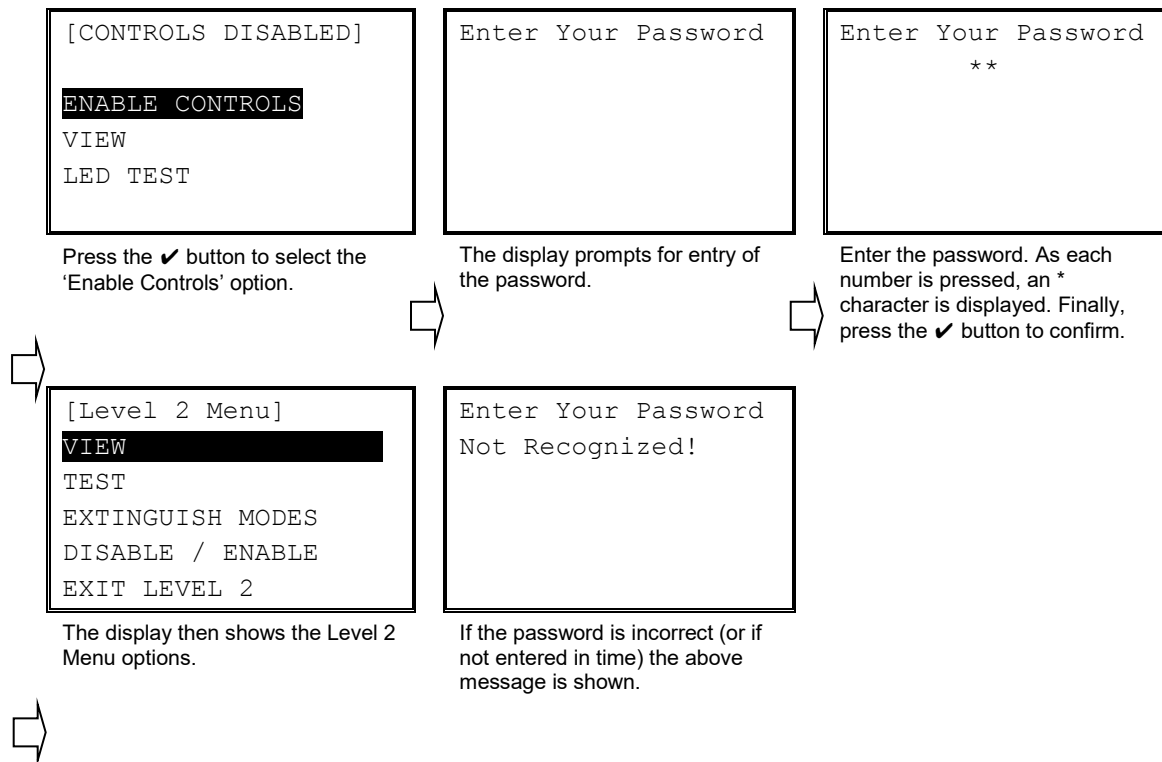 [CONTROLS DISABLED]
ENABLE CONTROLS
VIEW
LED TEST
Press the ✔ button to select the
‘Enable Controls’ option.
Enter Your Password
The display prompts for entry of
the password.
Enter Your Password
**
Enter the password. As each
number is pressed, an *
character is displayed. Finally,
press the ✔ button to confirm.
[Level 2 Menu]
VIEW
TEST
EXTINGUISH MODES
DISABLE / ENABLE
EXIT LEVEL 2
The display then shows the Level 2
Menu options.
Enter Your Password
Not Recognized!
If the password is incorrect (or if
not entered in time) the above
message is shown.